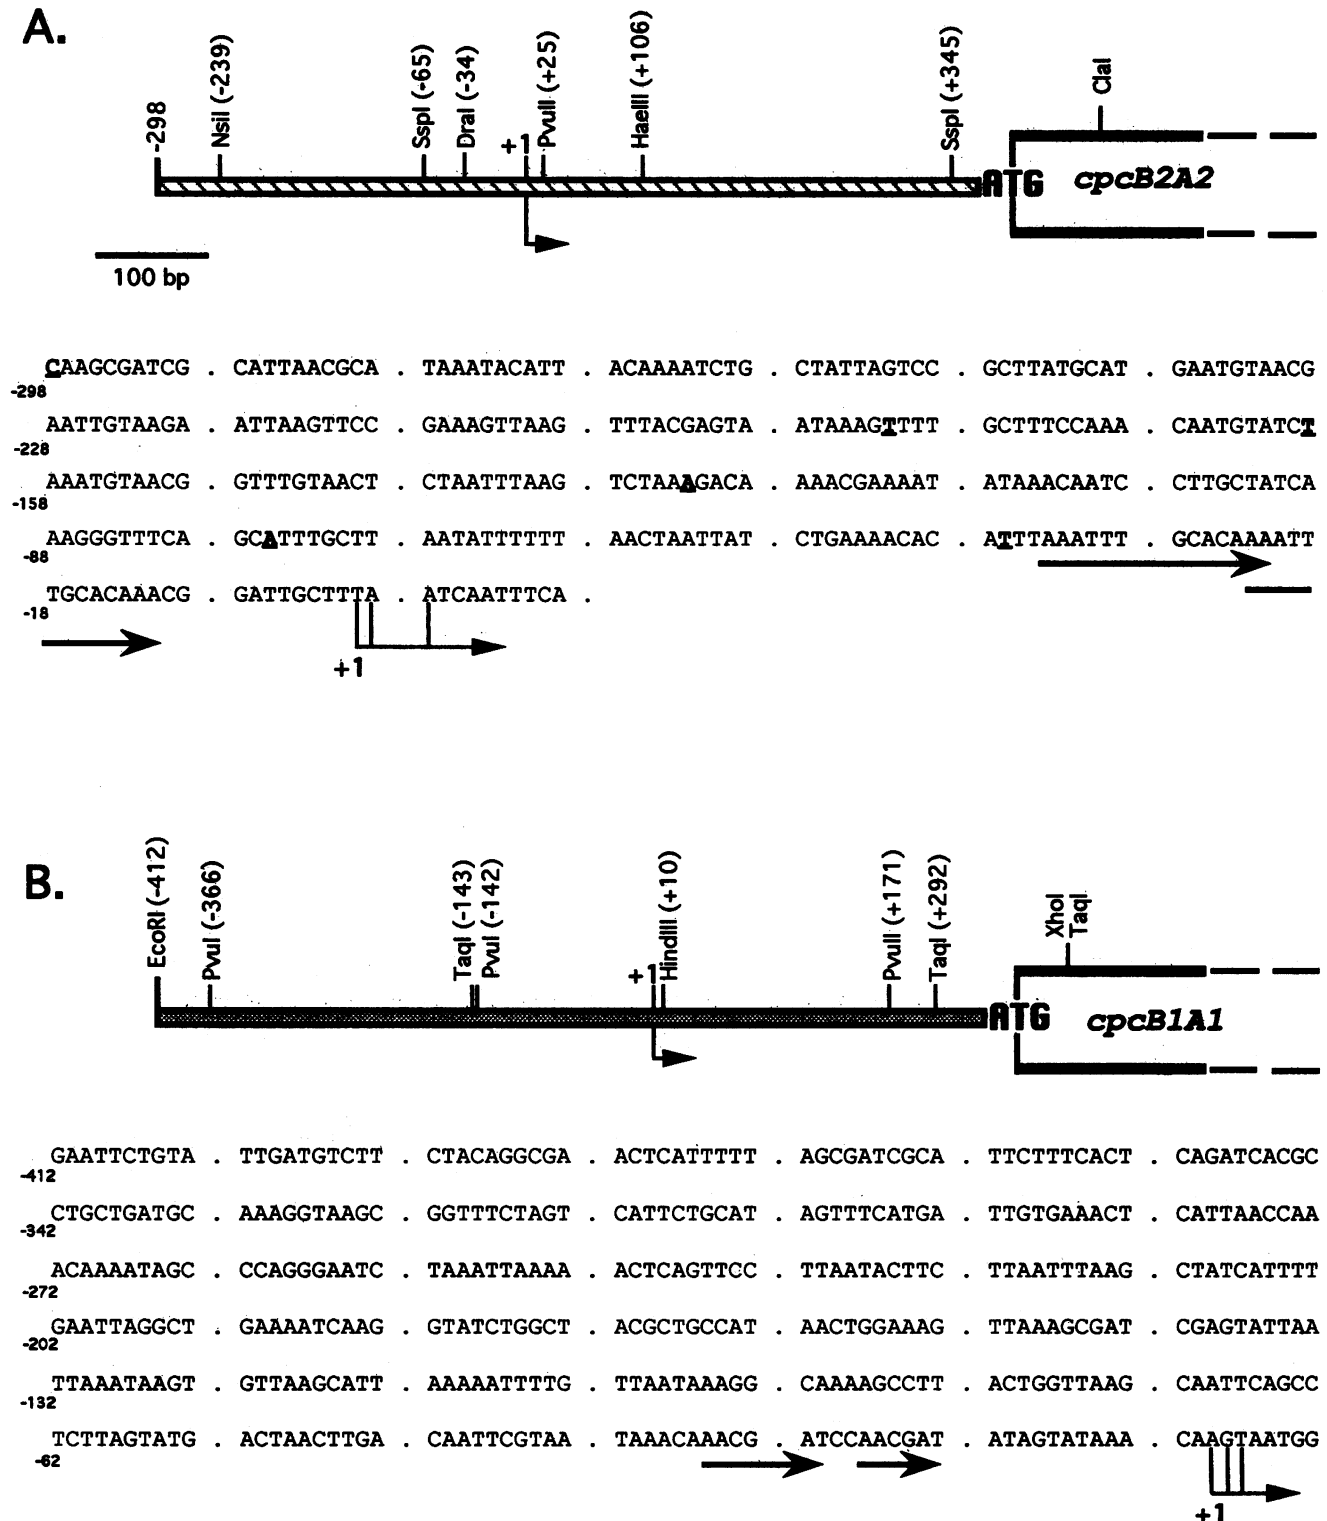 A.
-298
NsiI (-239)
SspI (-65)
DraI (-34)
+1
PvuII (+25)
HaeIII (+106)
SspI (+345)
ClaI
ATG
cpcB2A2
100 bp
CAAGCGATCG . CATTAACGCA . TAAATACATT . ACAAAATCTG . CTATTAGTCC . GCTTATGCAT . GAATGTAACG
-298
AATTGTAAGA . ATTAAGTTCC . GAAAGTTAAG . TTTACGAGTA . ATAAAGTTTT . GCTTTCCAAA . CAATGTATCT
-228
AAATGTAACG . GTTTGTAACT . CTAATTTAAG . TCTAAAGACA . AAACGAAAAT . ATAAACAATC . CTTGCTATCA
-158
AAGGGTTTCA . GCATTTGCTT . AATATTTTTT . AACTAATTAT . CTGAAAACAC . ATTTAAATTT . GCACAAAATT
-88
TGCACAAACG . GATTGCTTTA . ATCAATTTCA .
-18
+1
B.
EcoRI (-412)
PvuI (-366)
TaqI (-143)
PvuI (-142)
+1
HindIII (+10)
PvuII (+171)
TaqI (+292)
XhoI
TaqI
ATG
cpcB1A1
GAATTCTGTA . TTGATGTCTT . CTACAGGCGA . ACTCATTTTT . AGCGATCGCA . TTCTTTCACT . CAGATCACGC
-412
CTGCTGATGC . AAAGGTAAGC . GGTTTCTAGT . CATTCTGCAT . AGTTTCATGA . TTGTGAAACT . CATTAACCAA
-342
ACAAAATAGC . CCAGGGAATC . TAAATTAAAA . ACTCAGTTCC . TTAATACTTC . TTAATTTAAG . CTATCATTTT
-272
GAATTAGGCT . GAAAATCAAG . GTATCTGGCT . ACGCTGCCAT . AACTGGAAAG . TTAAAGCGAT . CGAGTATTAA
-202
TTAAATAAGT . GTTAAGCATT . AAAAATTTTG . TTAATAAAGG . CAAAAGCCTT . ACTGGTTAAG . CAATTCAGCC
-132
TCTTAGTATG . ACTAACTTGA . CAATTCGTAA . TAAACAAACG . ATCCAACGAT . ATAGTATAAA . CAAGTAATGG
-62
+1